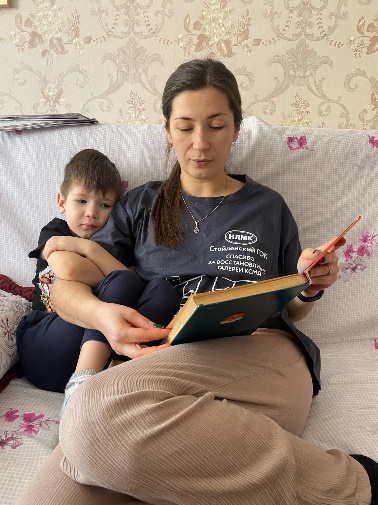 НЛМК
Стойленский ГОК
спасибо
за восстановление
галереи КСМД